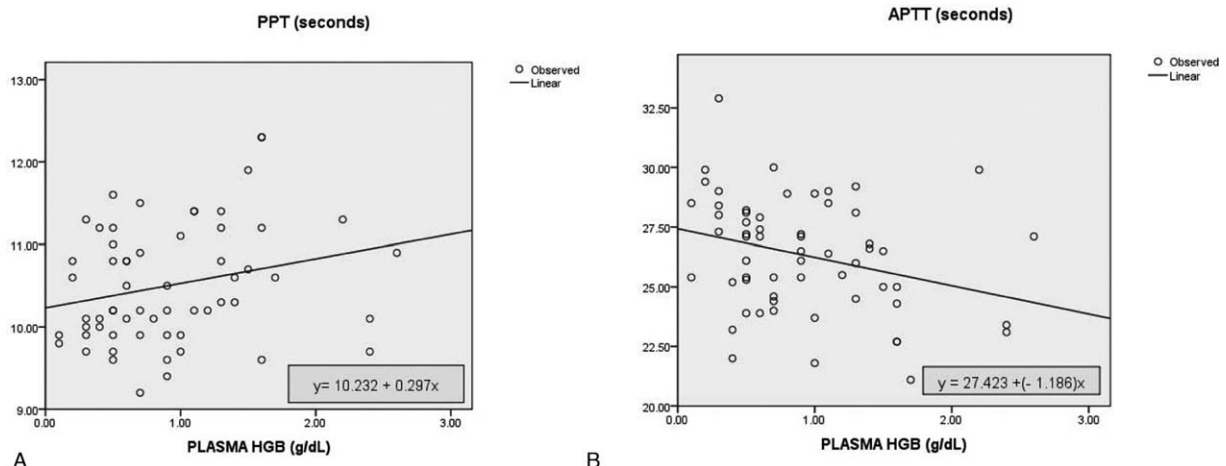 PPT (seconds)
Observed
Linear
13.00
12.00
11.00
10.00
9.00
0.00
1.00
2.00
3.00
y= 10.232 + 0.297x
PLASMA HGB (g/dL)
A
APTT (seconds)
Observed
Linear
32.50
30.00
27.50
25.00
22.50
20.00
0.00
1.00
2.00
3.00
y = 27.423 +(- 1.186)x
PLASMA HGB (g/dL)
B